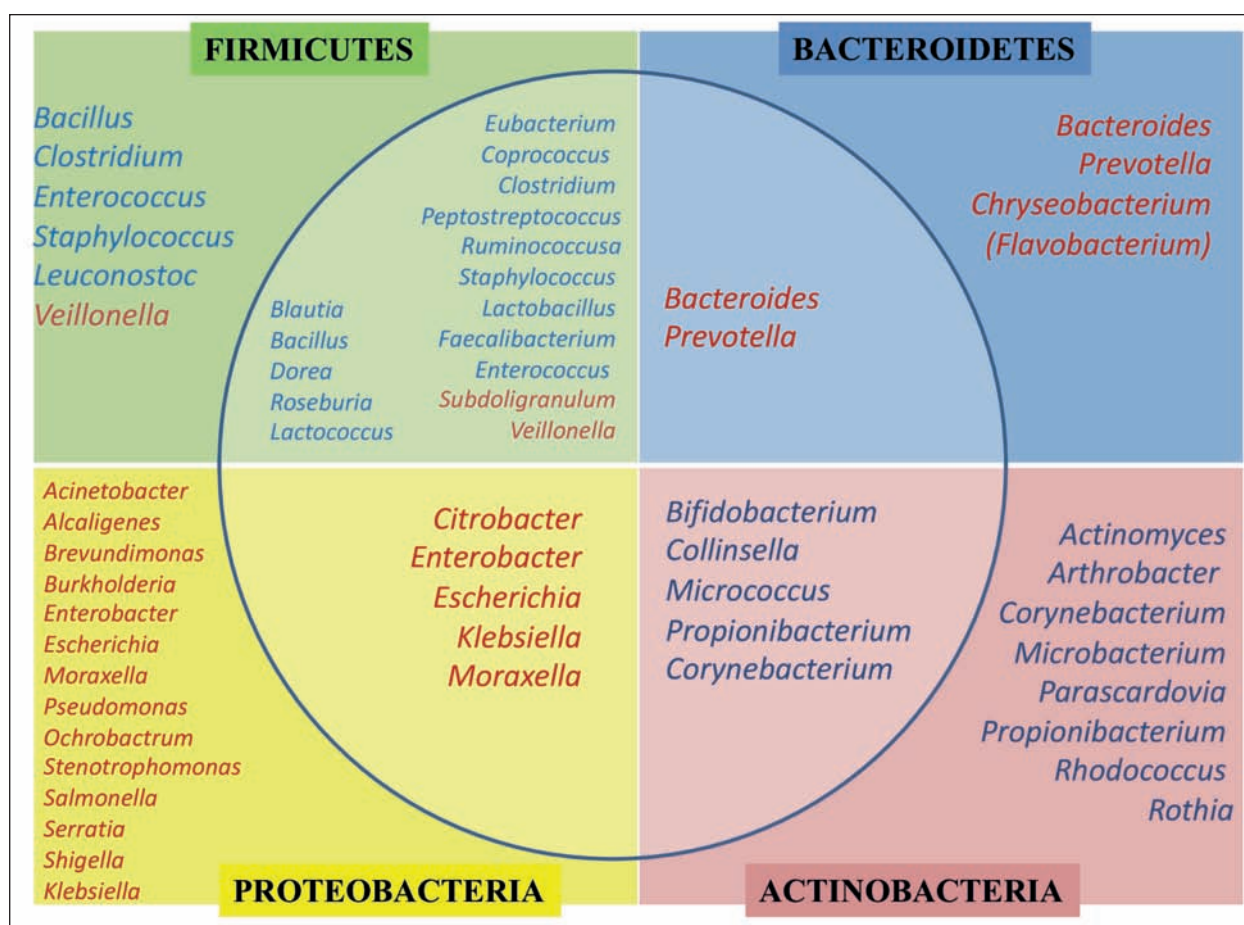 FIRMICUTES
Bacillus
Clostridium
Enterococcus
Staphylococcus
Leuconostoc
Veillonella
Blautia
Bacillus
Dorea
Roseburia
Lactococcus
Eubacterium
Coprococcus
Clostridium
Peptostreptococcus
Ruminococcusa
Staphylococcus
Lactobacillus
Faecalibacterium
Enterococcus
Subdoligranulum
Veillonella
BACTEROIDETES
Bacteroides
Prevotella
Bacteroides
Prevotella
Chryseobacterium
(Flavobacterium)
Acinetobacter
Alcaligenes
Brevundimonas
Burkholderia
Enterobacter
Escherichia
Moraxella
Pseudomonas
Ochrobactrum
Stenotrophomonas
Salmonella
Serratia
Shigella
Klebsiella
Citrobacter
Enterobacter
Escherichia
Klebsiella
Moraxella
PROTEOBACTERIA
Bifidobacterium
Collinsella
Micrococcus
Propionibacterium
Corynebacterium
Actinomyces
Arthrobacter
Corynebacterium
Microbacterium
Parascardovia
Propionibacterium
Rhodococcus
Rothia
ACTINOBACTERIA